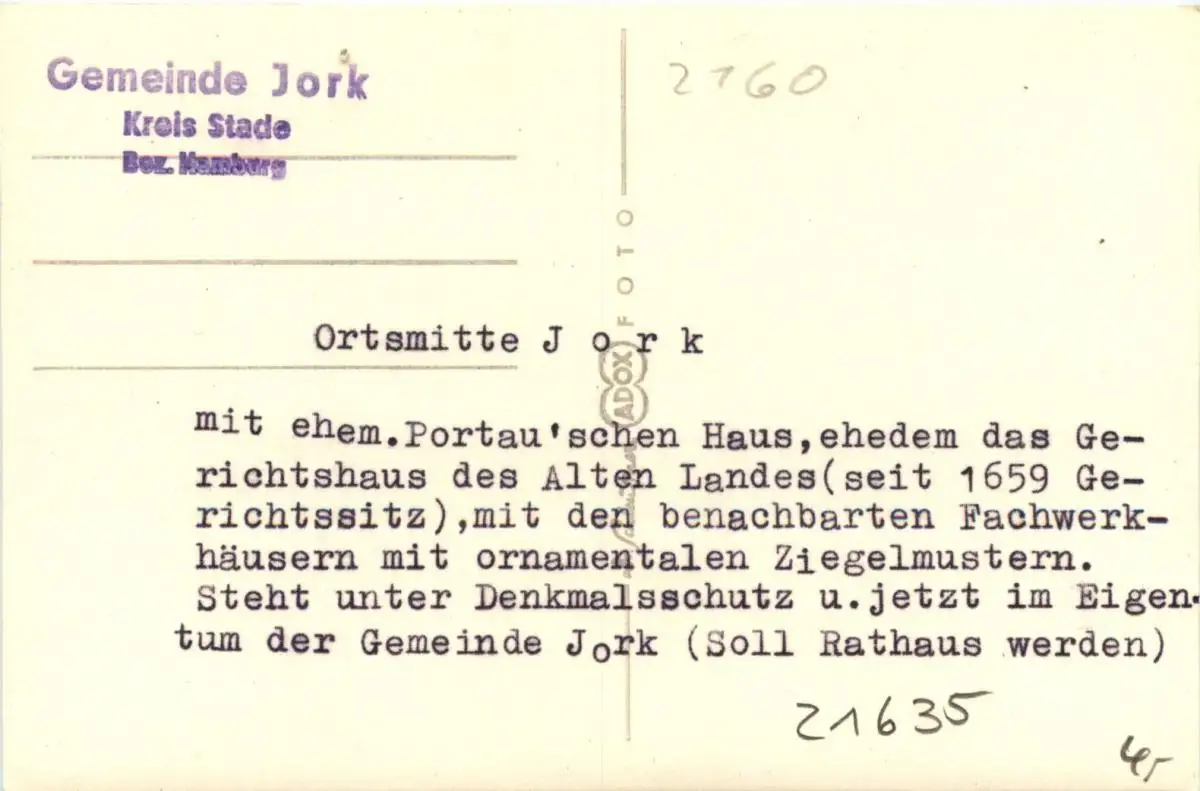 Gemeinde Jork
Kreis Stade
Bez. Hamburg
2160
ADOX FOTO
Ortsmitte J o r k
mit ehem.Portau'schen Haus,ehedem das Ge-
richtshaus des Alten Landes(seit 1659 Ge-
richtssitz),mit den benachbarten Fachwerk-
häusern mit ornamentalen Ziegelmustern.
Steht unter Denkmalsschutz u.jetzt im Eigen-
tum der Gemeinde Jork (Soll Rathaus werden)
21635
4,-